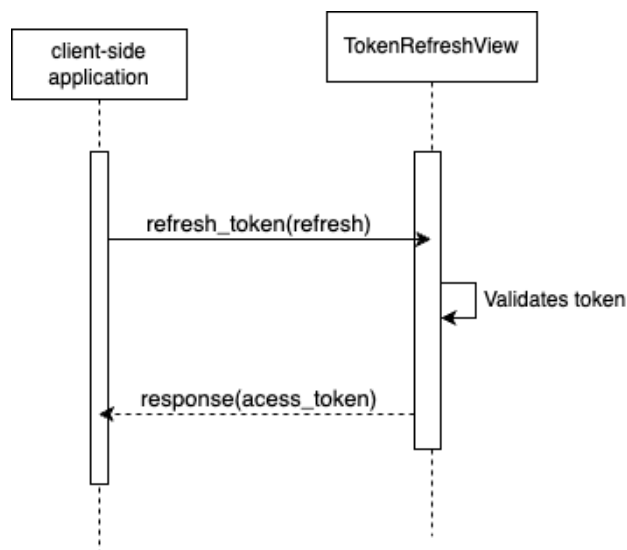 client-side
application
TokenRefreshView
refresh_token(refresh)
Validates token
response(acess_token)